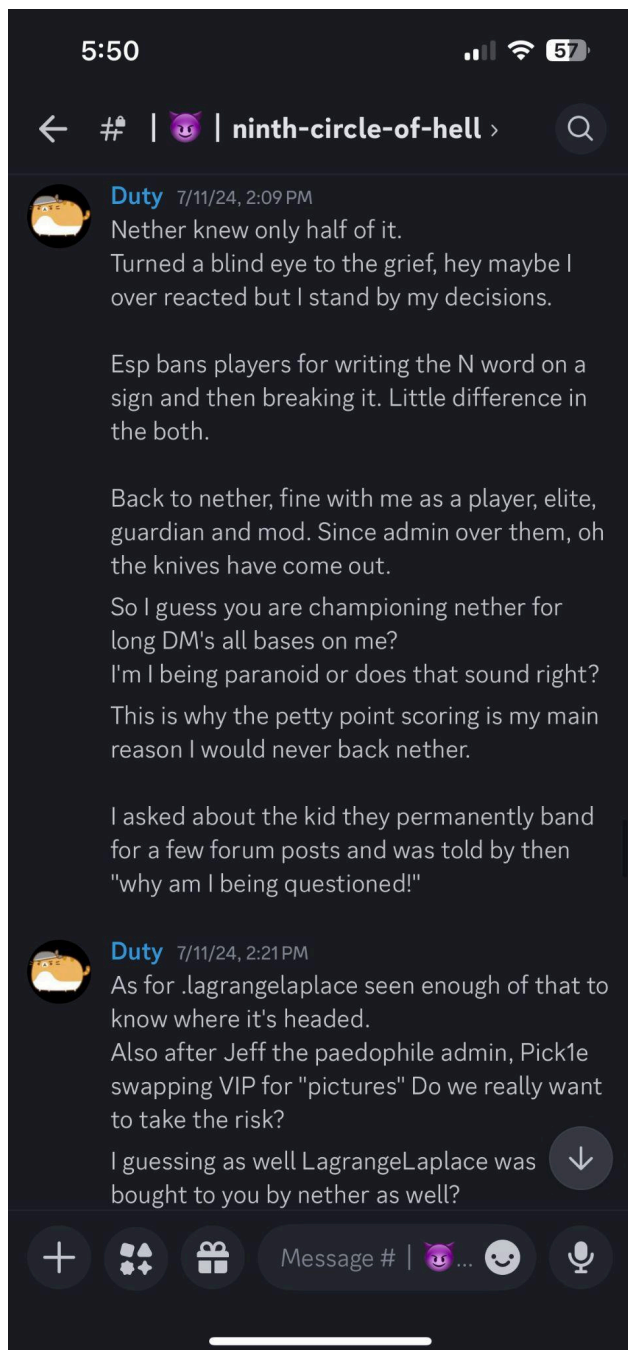 5:50
57
# | 😈 | ninth-circle-of-hell ›
Duty 7/11/24, 2:09 PM
Nether knew only half of it.
Turned a blind eye to the grief, hey maybe I
over reacted but I stand by my decisions.
Esp bans players for writing the N word on a
sign and then breaking it. Little difference in
the both.
Back to nether, fine with me as a player, elite,
guardian and mod. Since admin over them, oh
the knives have come out.
So I guess you are championing nether for
long DM's all bases on me?
I'm I being paranoid or does that sound right?
This is why the petty point scoring is my main
reason I would never back nether.
I asked about the kid they permanently band
for a few forum posts and was told by then
"why am I being questioned!"
Duty 7/11/24, 2:21 PM
As for .lagrangelaplace seen enough of that to
know where it's headed.
Also after Jeff the paedophile admin, Pick1e
swapping VIP for "pictures" Do we really want
to take the risk?
I guessing as well LagrangeLaplace was
bought to you by nether as well?
Message # | 😈...